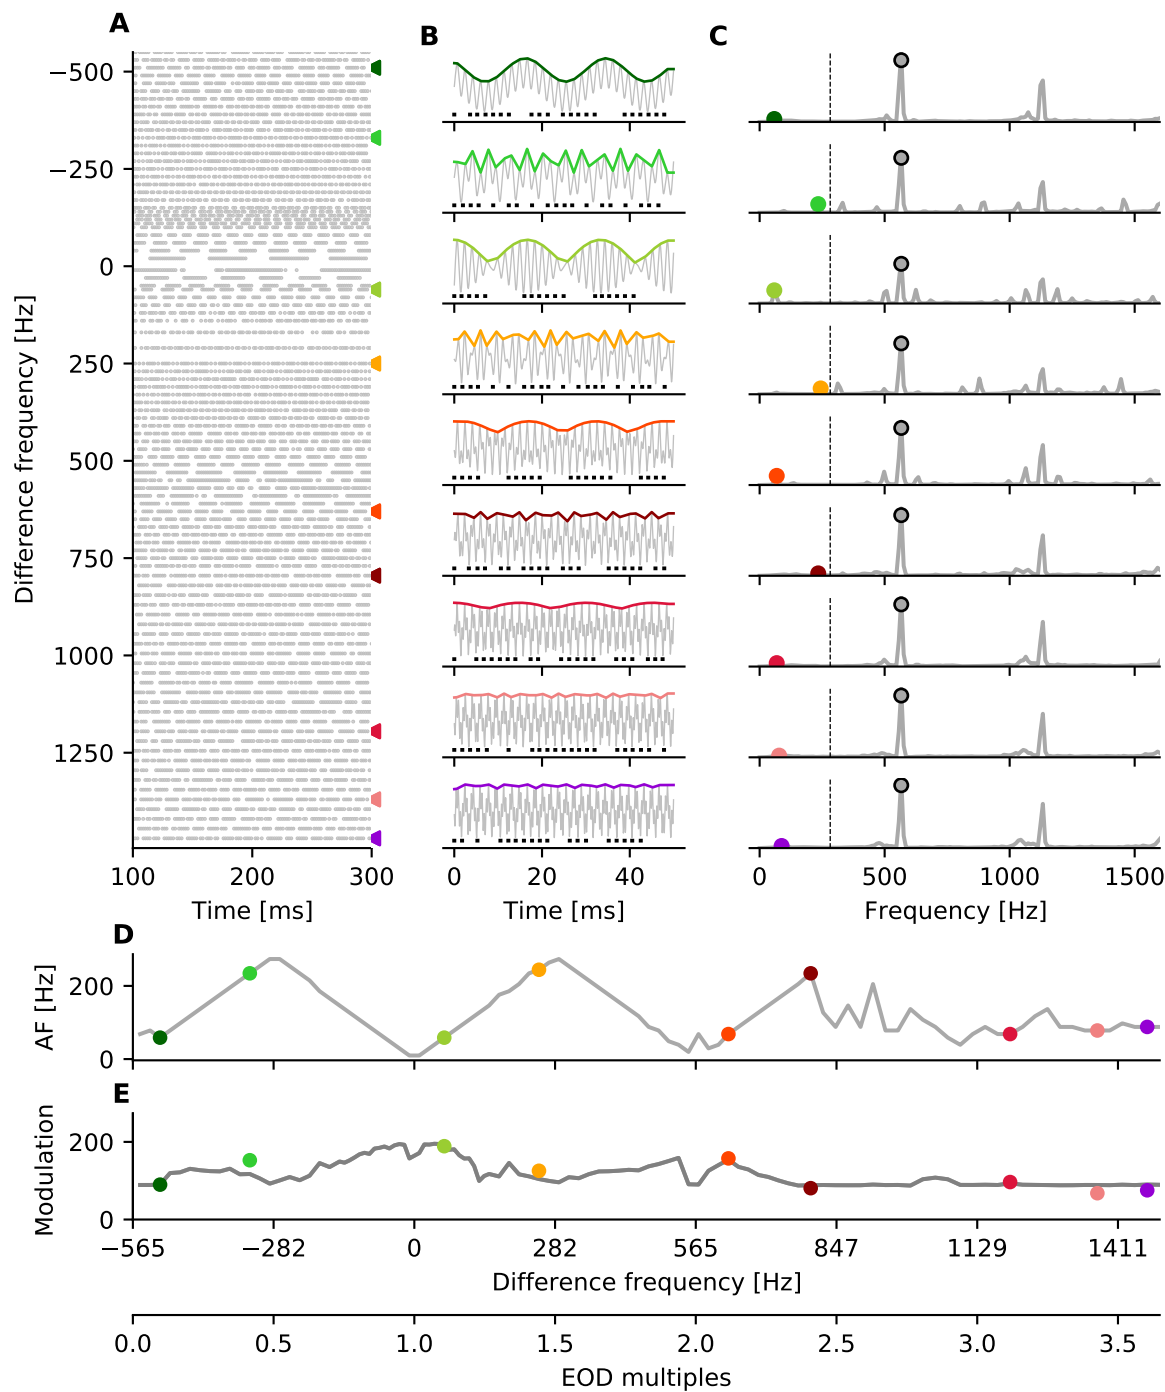 A
B
C
Difference frequency [Hz]
−500
−250
0
250
500
750
1000
1250
100 200 300
Time [ms]
0 20 40
Time [ms]
0 500 1000 1500
Frequency [Hz]
D
AF [Hz]
200
0
E
Modulation
200
0
−565 −282 0 282 565 847 1129 1411
Difference frequency [Hz]
0.0 0.5 1.0 1.5 2.0 2.5 3.0 3.5
EOD multiples